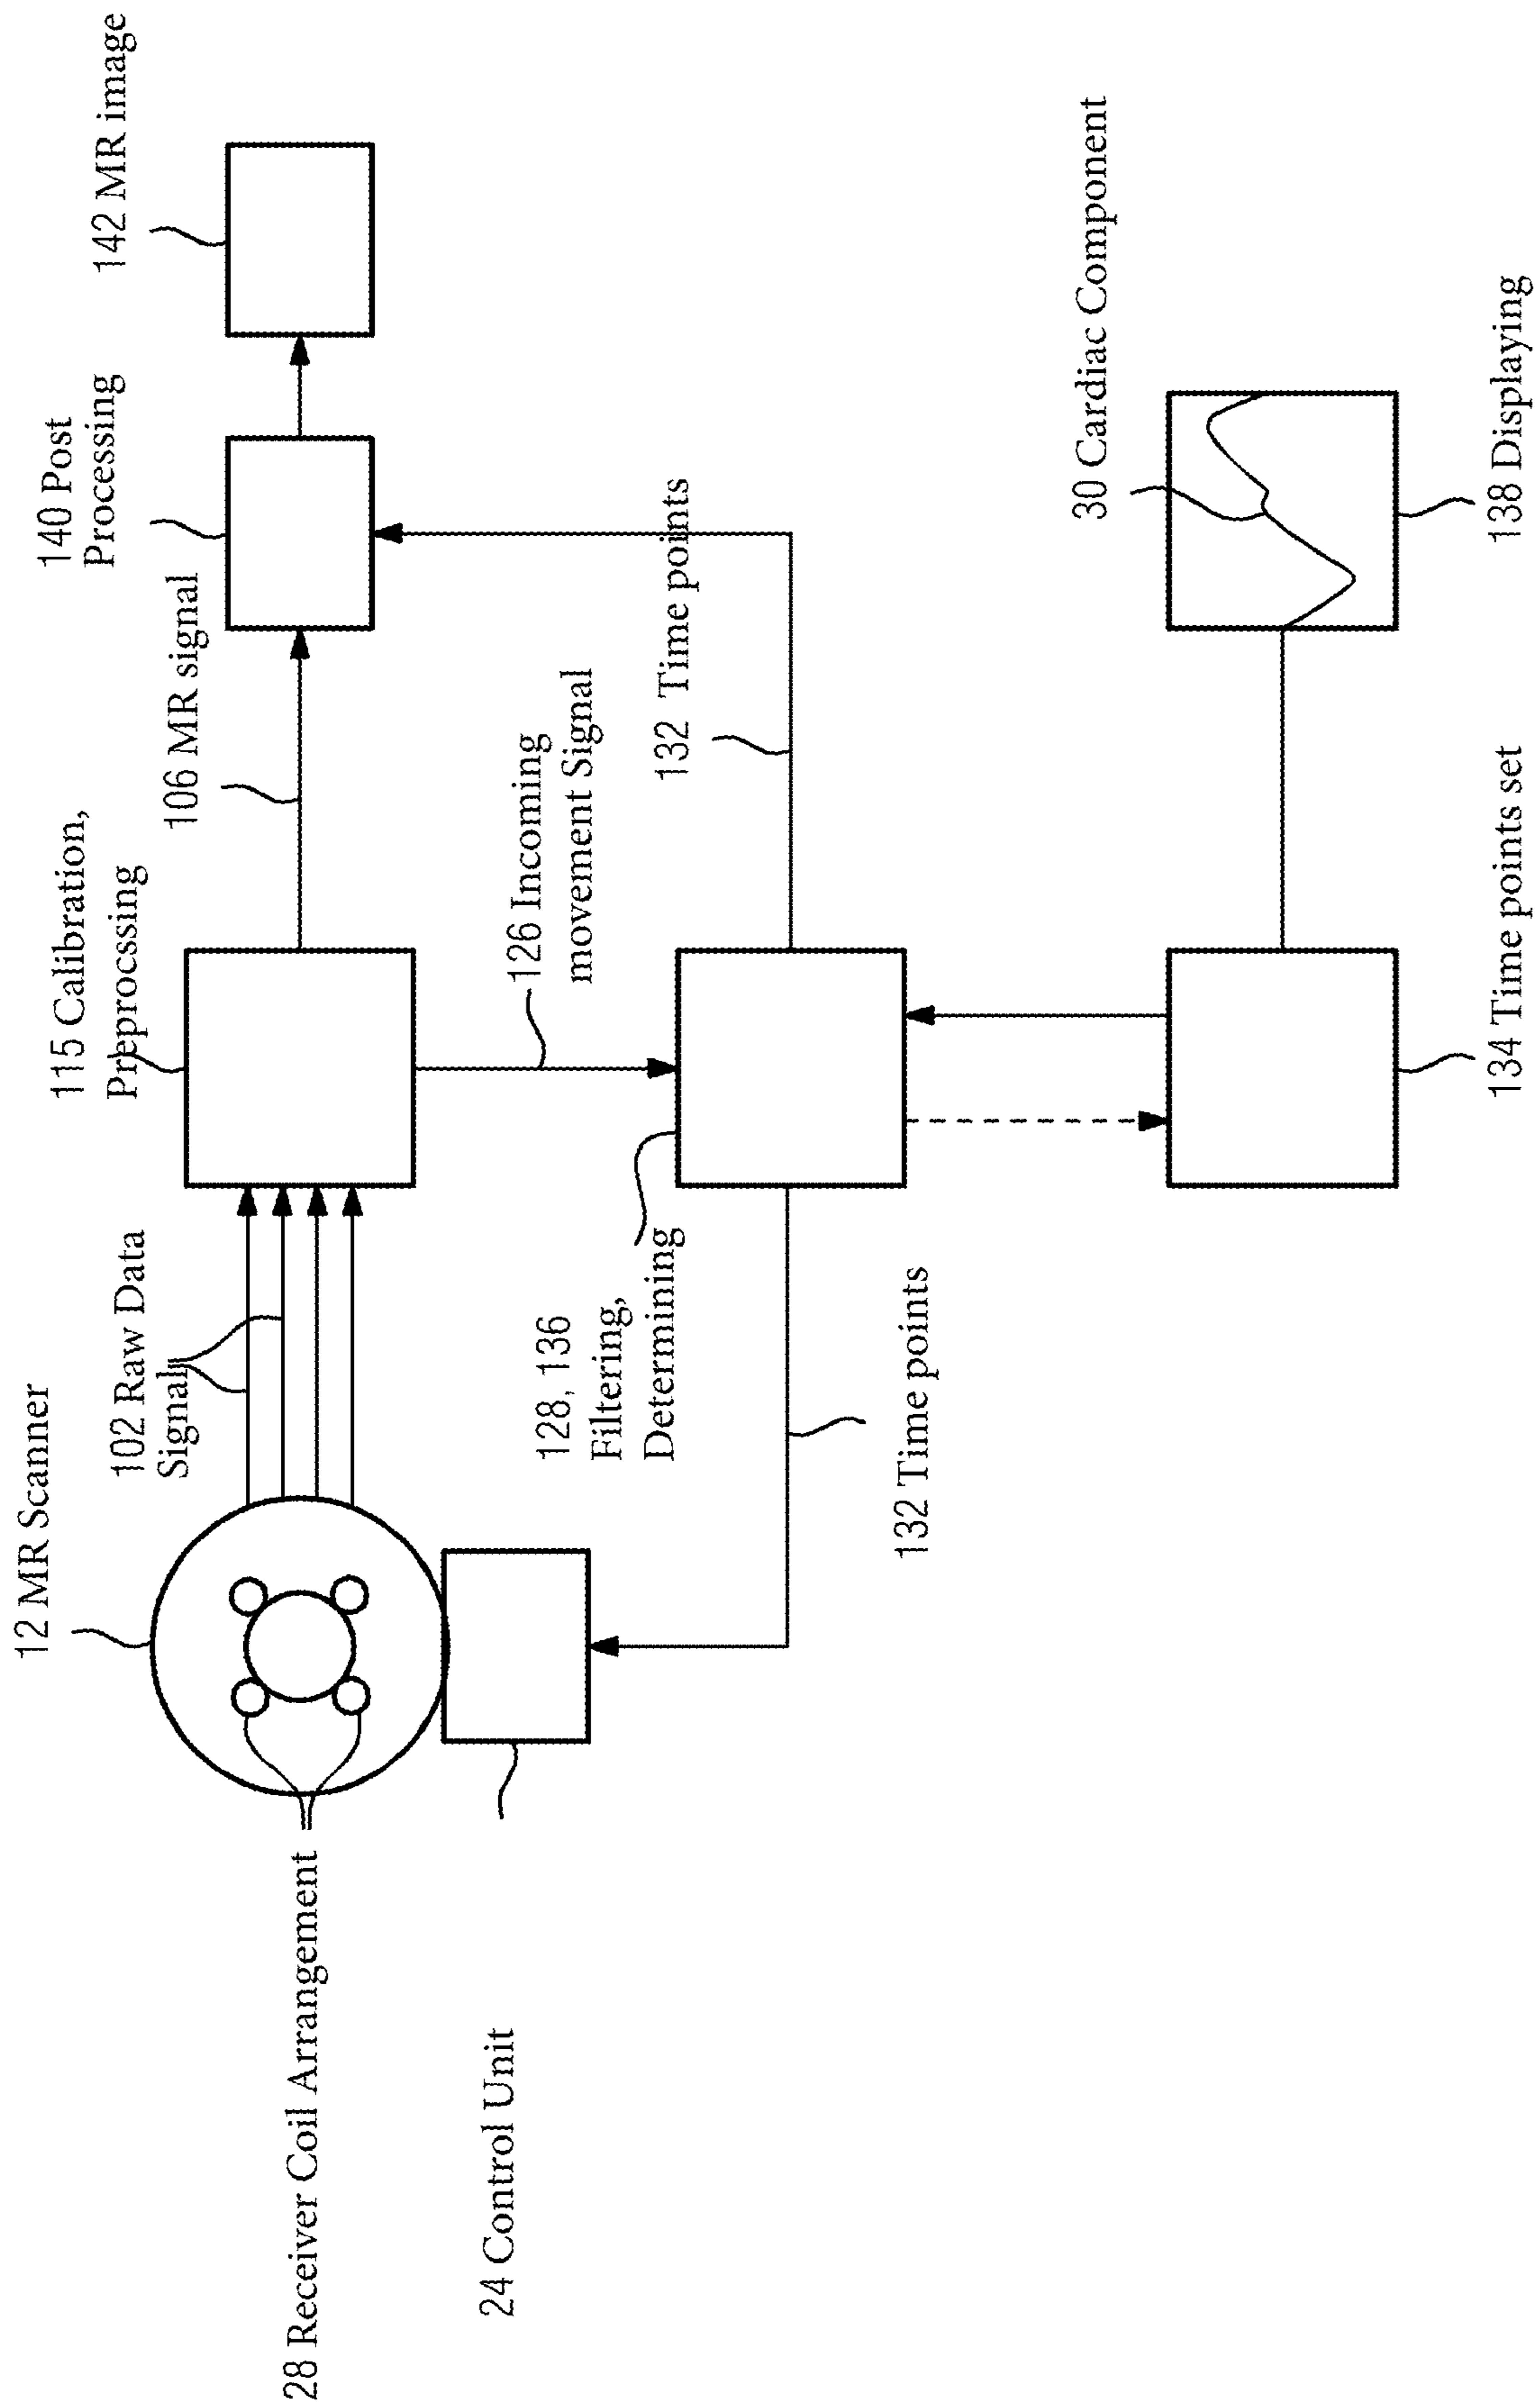 28 Receiver Coil Arrangement
24 Control Unit
12 MR Scanner
102 Raw Data
Signal
115 Calibration,
Preprocssing
106 MR signal
140 Post
Processing
142 MR image
128, 136
Filtering,
Determining
126 Incoming
movement Signal
132 Time points
132 Time points
30 Cardiac Component
134 Time points set
138 Displaying